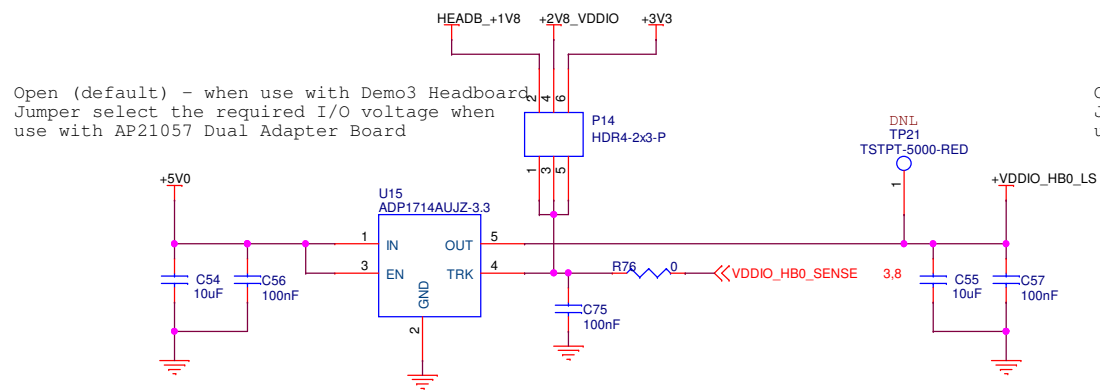 HEADB_+1V8
+2V8_VDDIO
+3V3
Open (default) - when use with Demo3 Headboard
Jumper select the required I/O voltage when
use with AP21057 Dual Adapter Board
2
4
6
P14
HDR4-2x3-P
1
3
5
DNL
TP21
TSTPT-5000-RED
1
+5V0
+VDDIO_HB0_LS
U15
ADP1714AUJZ-3.3
1
IN
OUT
5
3
EN
TRK
4
GND
2
R76
0
VDDIO_HB0_SENSE
3,8
C54
10uF
C56
100nF
C75
100nF
C55
10uF
C57
100nF